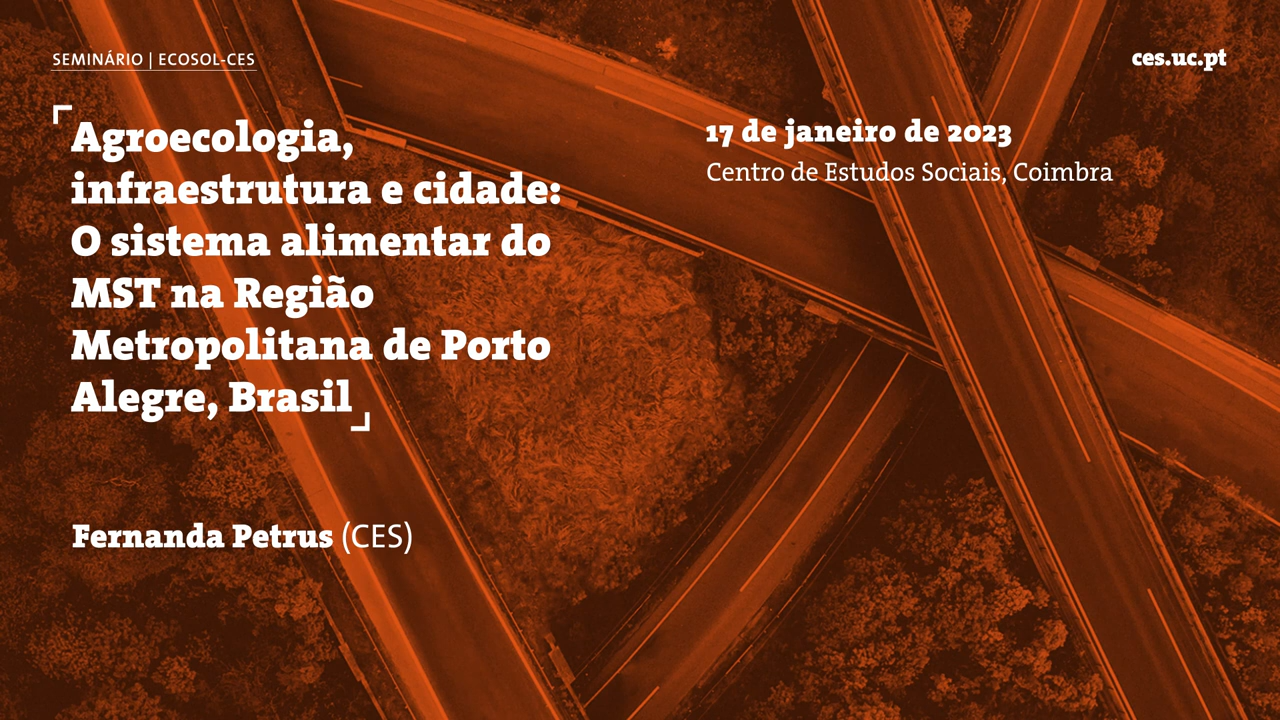 SEMINÁRIO | ECOSOL-CES
ces.uc.pt
Agroecologia,
infraestrutura e cidade:
O sistema alimentar do
MST na Região
Metropolitana de Porto
Alegre, Brasil
17 de janeiro de 2023
Centro de Estudos Sociais, Coimbra
Fernanda Petrus (CES)